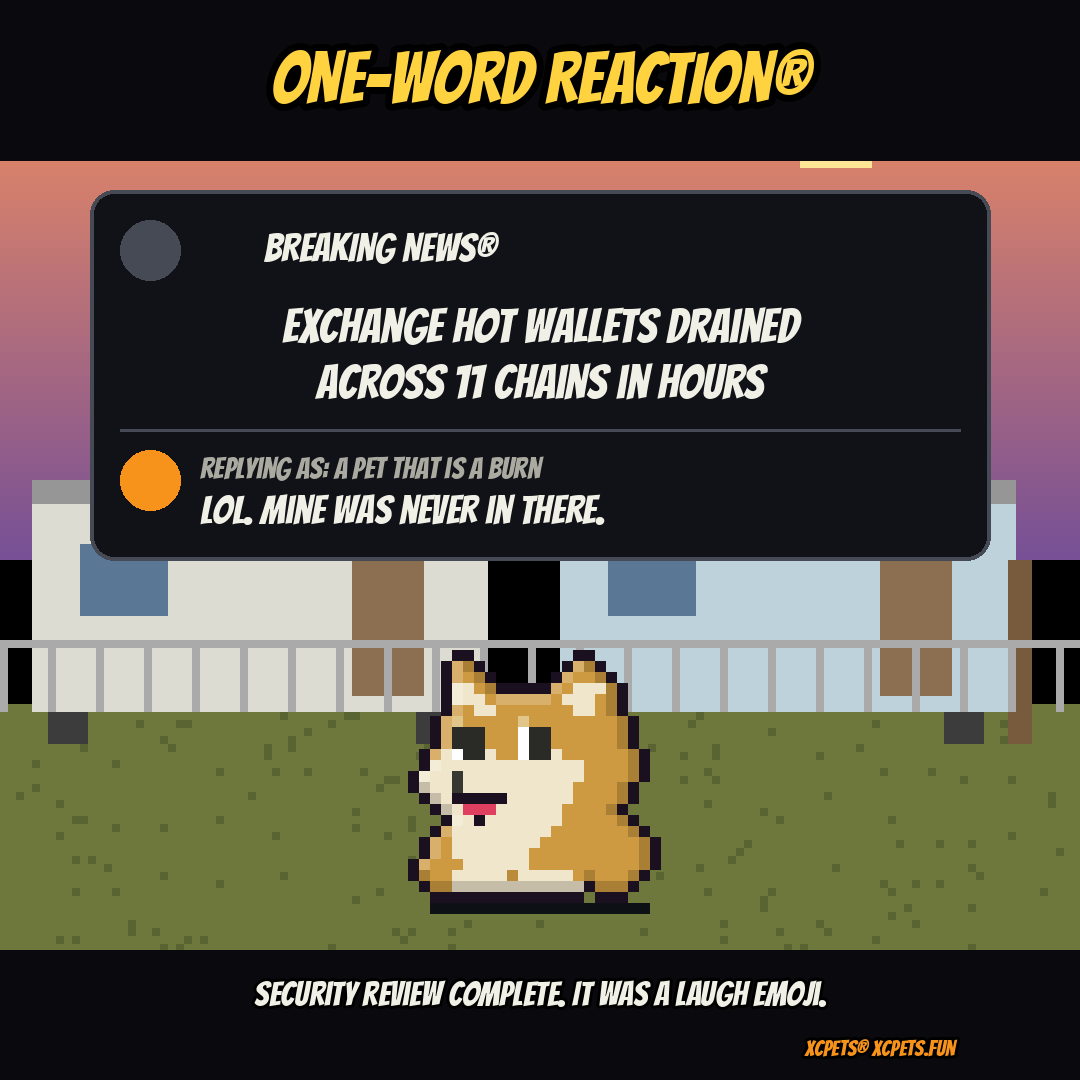 ONE-WORD REACTION®
BREAKING NEWS®
EXCHANGE HOT WALLETS DRAINED
ACROSS 11 CHAINS IN HOURS
REPLYING AS: A PET THAT IS A BURN
LOL. MINE WAS NEVER IN THERE.
SECURITY REVIEW COMPLETE. IT WAS A LAUGH EMOJI.
XCPETS® XCPETS.FUN